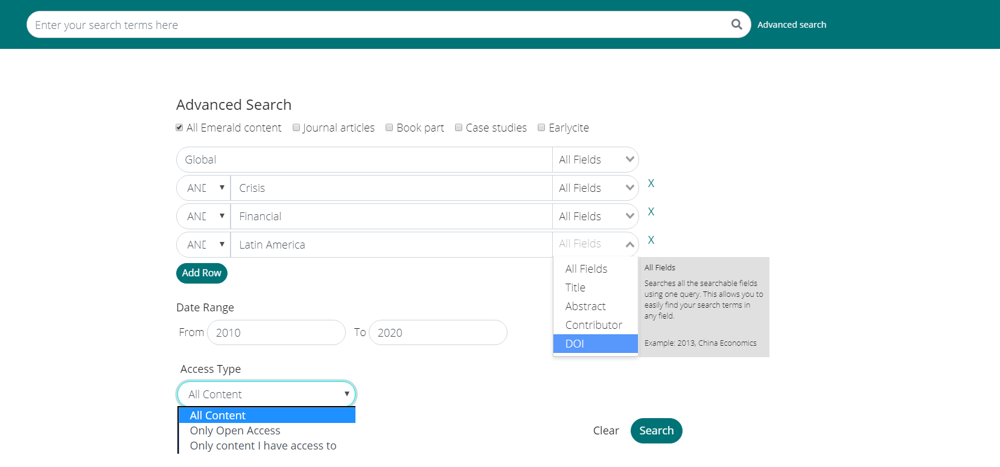 Enter your search terms here
Advanced search
Advanced Search
All Emerald content Journal articles Book part Case studies Earlycite
Global All Fields
AND Crisis All Fields X
AND Financial All Fields X
AND Latin America All Fields X
Add Row
All Fields
Title
Abstract
Contributor
DOI
All Fields
Searches all the searchable fields
using one query. This allows you to
easily find your search terms in
any field.
Example: 2013, China Economics
Date Range
From 2010 To 2020
Access Type
All Content
All Content
Only Open Access
Only content I have access to
Clear Search